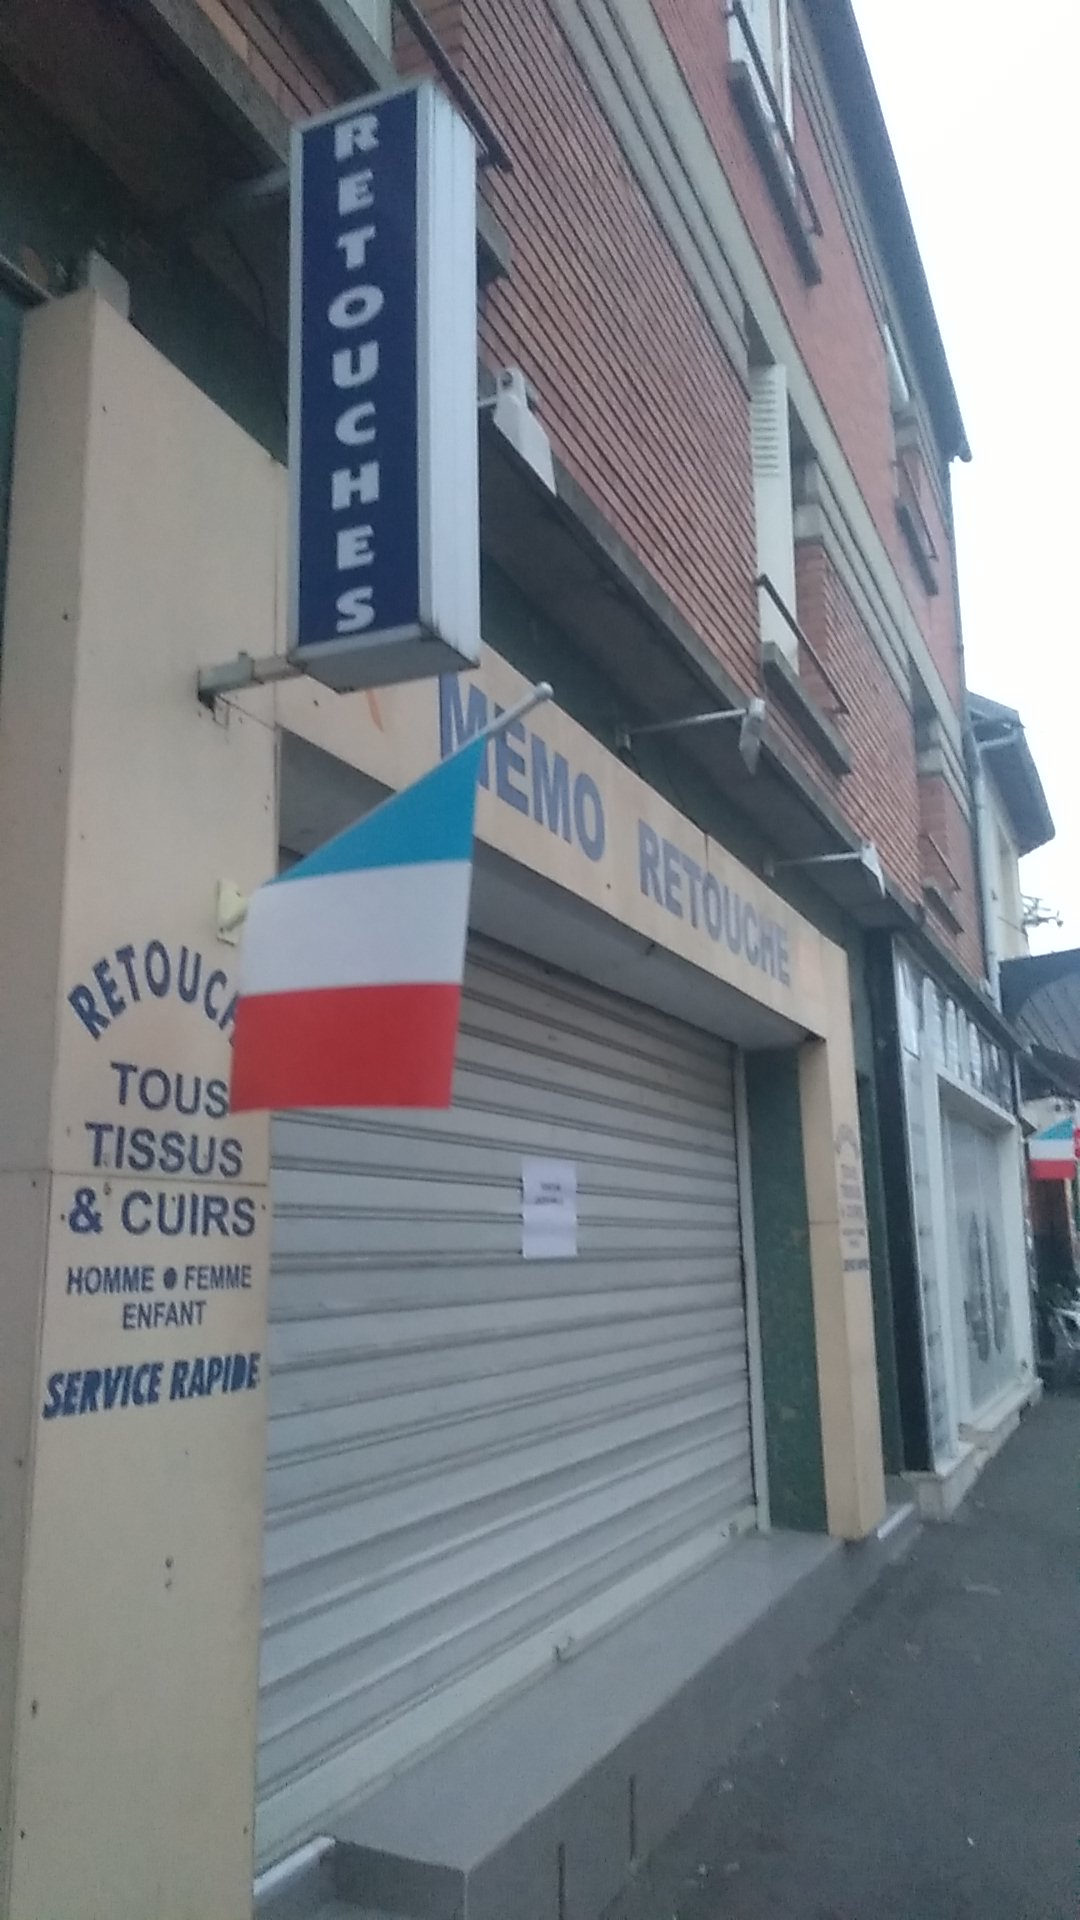 RETOUCHES
MEMO RETOUCHE
TOUS
TISSUS
& CUIRS
HOMME ● FEMME
ENFANT
SERVICE RAPIDE